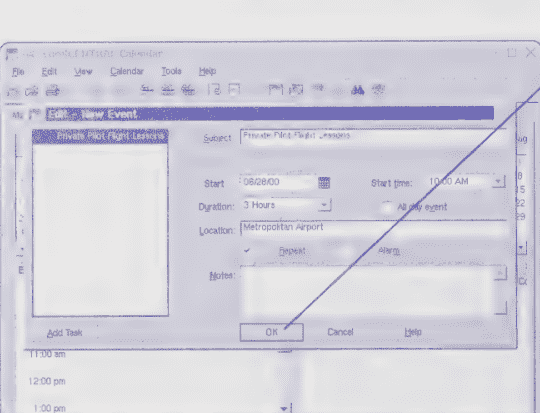 Calendar
File Edit View Calendar Tools Help
Edit - New Event
Private Pilot Flight Lessons
Subject Private Pilot Flight Lessons
Start 06/28/00 Start time: 10:00 AM
Duration: 3 Hours All day event
Location: Metropolitan Airport
Repeat Alarm
Notes:
Add Task OK Cancel Help
11:00 am
12:00 pm
1:00 pm